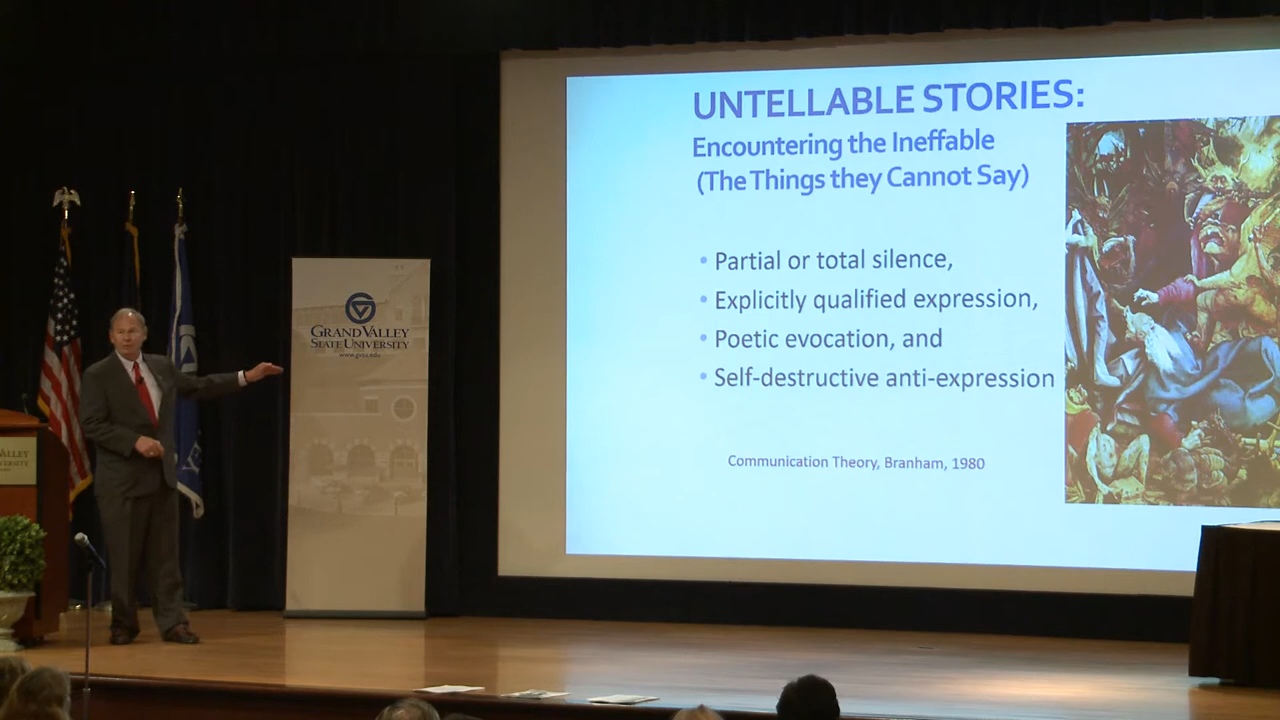 UNTELLABLE STORIES:
Encountering the Ineffable
(The Things they Cannot Say)
• Partial or total silence,
• Explicitly qualified expression,
• Poetic evocation, and
• Self-destructive anti-expression
Communication Theory, Branham, 1980
GRAND VALLEY
STATE UNIVERSITY
www.gvsu.edu
VALLEY